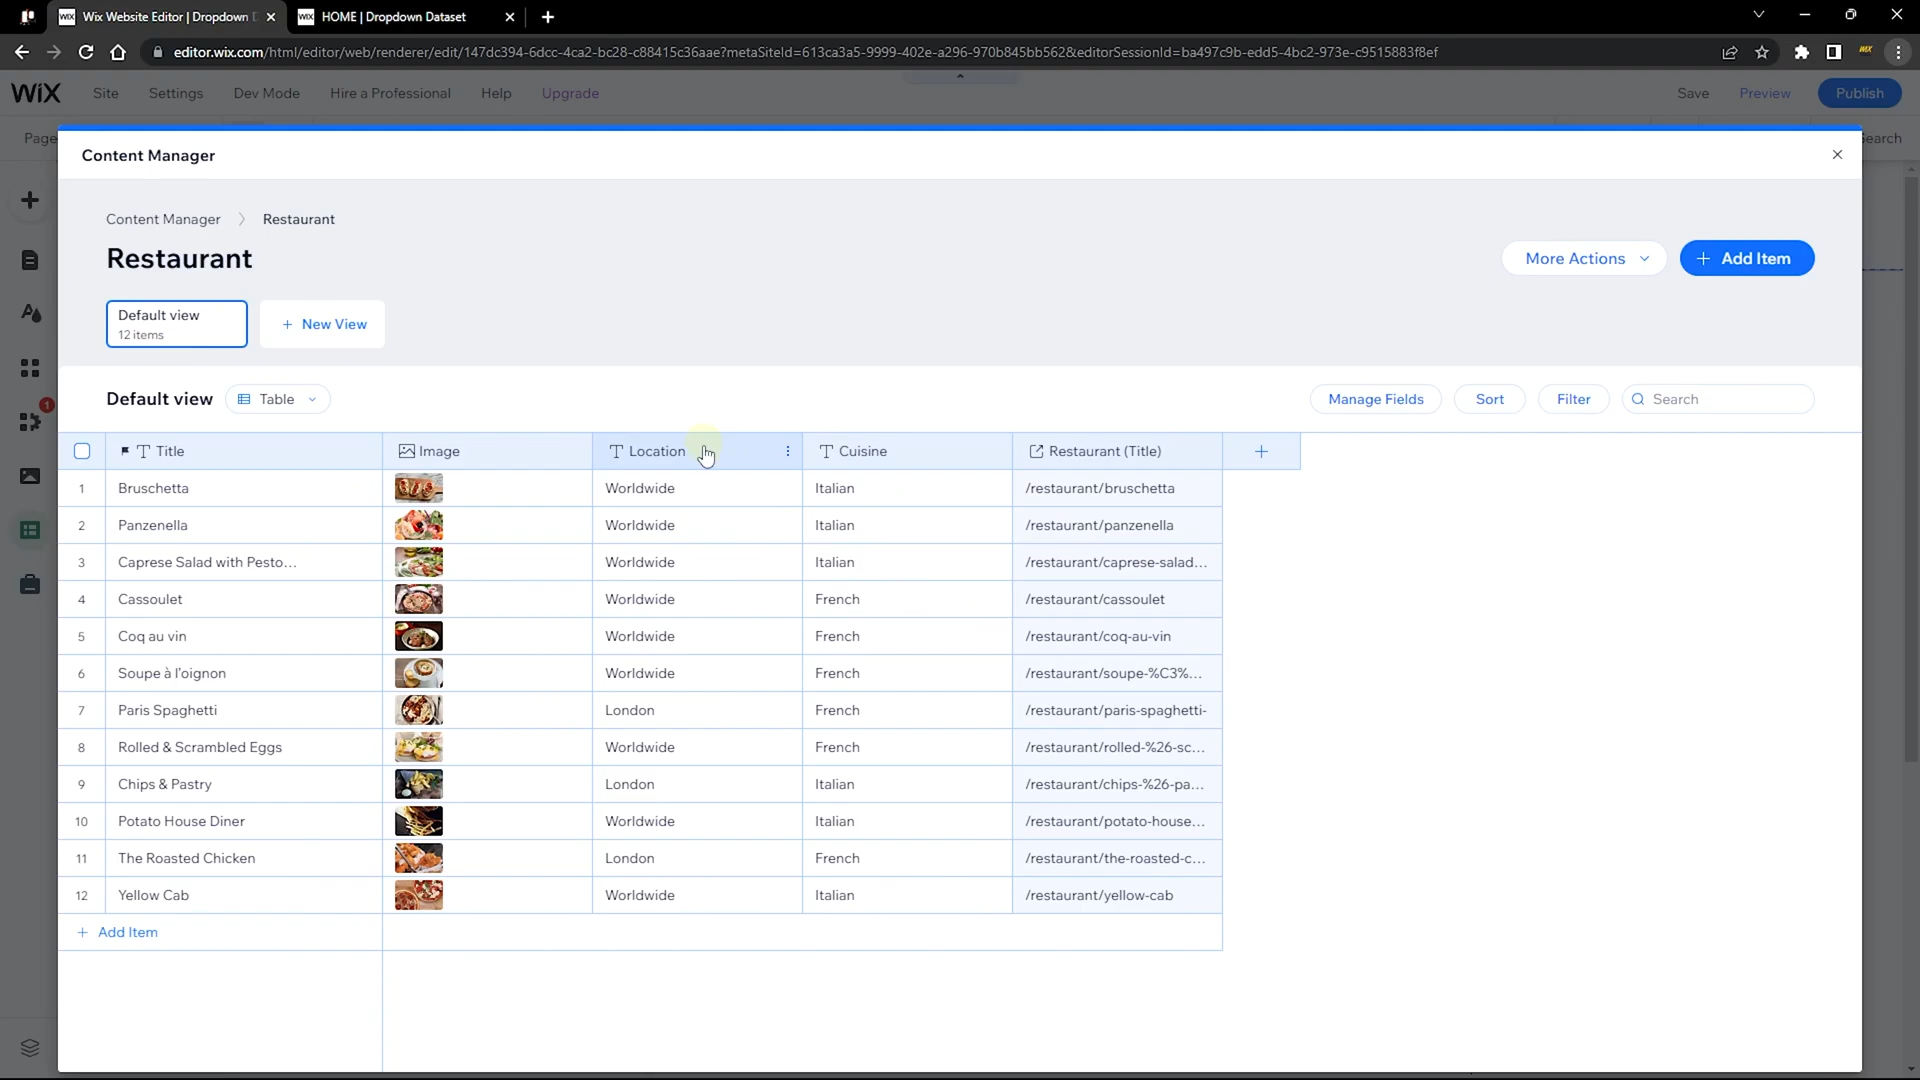 Wix Website Editor | Dropdown
HOME | Dropdown Dataset
editor.wix.com/html/editor/web/renderer/edit/147dc394-6dcc-4ca2-bc28-c88415c36aae?metaSiteId=613ca3a5-9999-402e-a296-970b845bb562&editorSessionId=ba497c9b-edd5-4bc2-973e-c9515883f8ef
WiX Site Settings Dev Mode Hire a Professional Help Upgrade Save Preview Publish
Page
earch
Content Manager
Content Manager > Restaurant
Restaurant
More Actions
+ Add Item
Default view
12 items
+ New View
Default view Table Manage Fields Sort Filter Search
1
Title Image Location Cuisine Restaurant (Title) +
1 Bruschetta Worldwide Italian /restaurant/bruschetta
2 Panzenella Worldwide Italian /restaurant/panzenella
3 Caprese Salad with Pesto... Worldwide Italian /restaurant/caprese-salad...
4 Cassoulet Worldwide French /restaurant/cassoulet
5 Coq au vin Worldwide French /restaurant/coq-au-vin
6 Soupe à l'oignon Worldwide French /restaurant/soupe-%C3%...
7 Paris Spaghetti London French /restaurant/paris-spaghetti-
8 Rolled & Scrambled Eggs Worldwide French /restaurant/rolled-%26-sc...
9 Chips & Pastry London Italian /restaurant/chips-%26-pa...
10 Potato House Diner Worldwide Italian /restaurant/potato-house...
11 The Roasted Chicken London French /restaurant/the-roasted-c...
12 Yellow Cab Worldwide Italian /restaurant/yellow-cab
+ Add Item